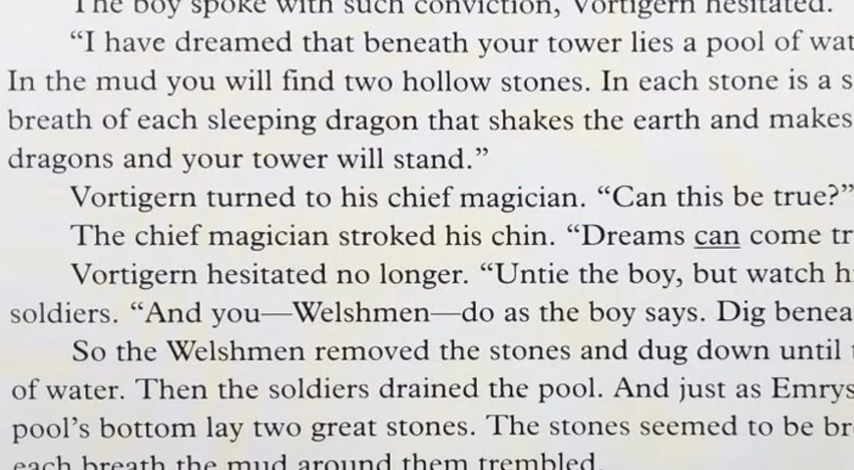 The boy spoke with such conviction, Vortigern hesitated.
“I have dreamed that beneath your tower lies a pool of
In the mud you will find two hollow stones. In each stone is a
breath of each sleeping dragon that shakes the earth and makes
dragons and your tower will stand.”
Vortigern turned to his chief magician. “Can this be true?”
The chief magician stroked his chin. “Dreams can come
Vortigern hesitated no longer. “Untie the boy, but watch
soldiers. “And you—Welshmen—do as the boy says. Dig
So the Welshmen removed the stones and dug down until
of water. Then the soldiers drained the pool. And just as Emrys
pool’s bottom lay two great stones. The stones seemed to be
each breath the mud around them trembled.